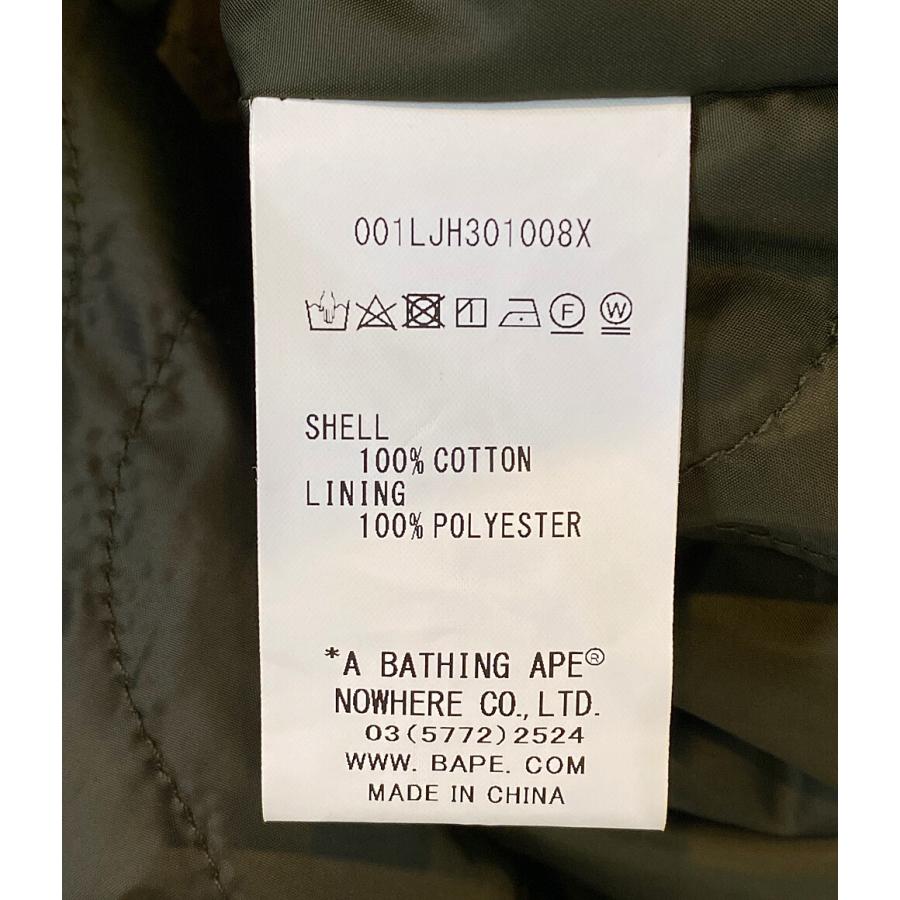 001LJH301008X
F W
SHELL
100% COTTON
LINING
100% POLYESTER
*A BATHING APE®
NOWHERE CO., LTD.
03(5772)2524
WWW. BAPE. COM
MADE IN CHINA